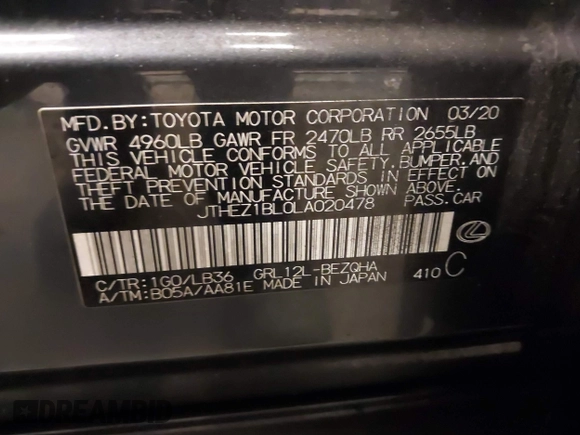 MFD.BY:TOYOTA MOTOR CORPORATION 03/20
GVWR 4960LB GAWR FR 2470LB RR 2655LB
THIS VEHICLE CONFORMS TO ALL APPLICABLE
FEDERAL MOTOR VEHICLE SAFETY,BUMPER,AND
THEFT PREVENTION STANDARDS IN EFFECT ON
THE DATE OF MANUFACTURE SHOWN ABOVE.
JTHEZ1BL0LA020478 PASS.CAR
C/TR:1G0/LB36 GRL12L-BEZQHA
A/TM:B05A/AA81E MADE IN JAPAN 410 C
DREAMBID